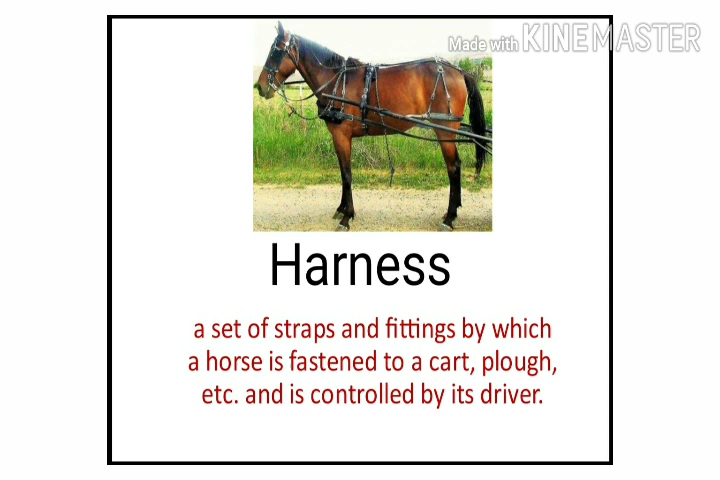 Made with KINEMASTER
Harness
a set of straps and fittings by which
a horse is fastened to a cart, plough,
etc. and is controlled by its driver.